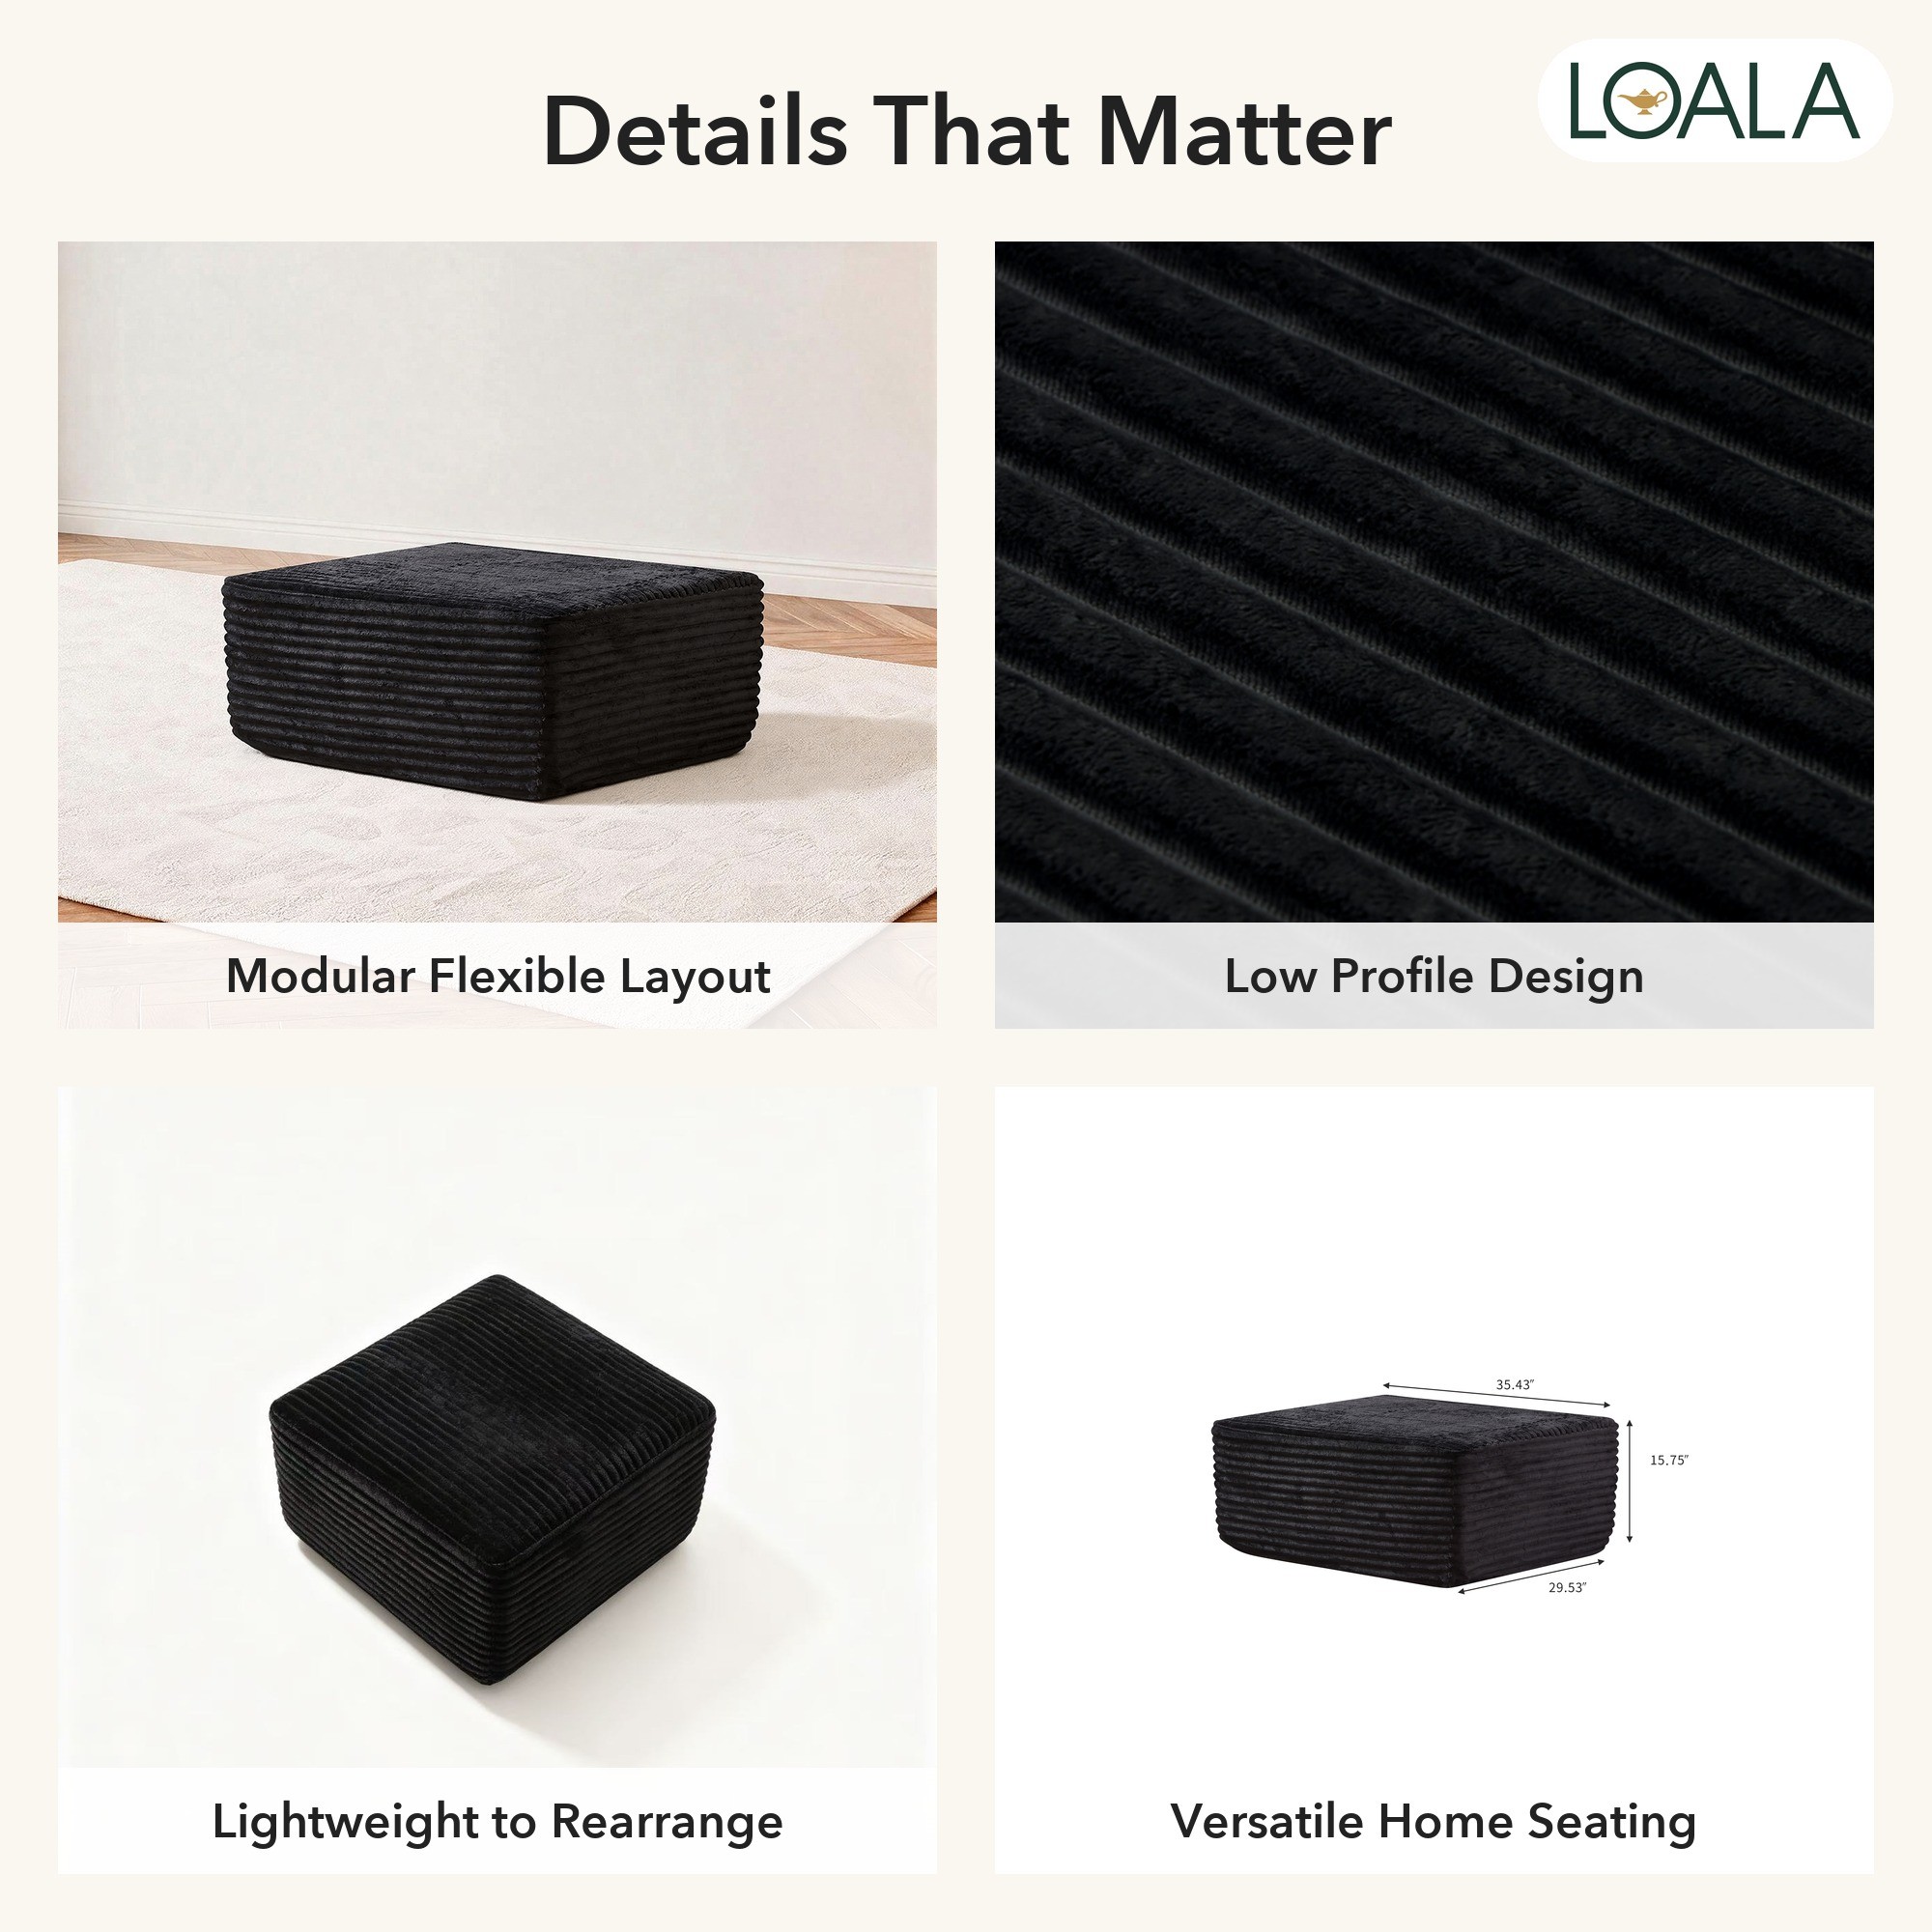 Details That Matter
LOALA
Modular Flexible Layout
Low Profile Design
Lightweight to Rearrange
35.43″
15.75″
29.53″
Versatile Home Seating